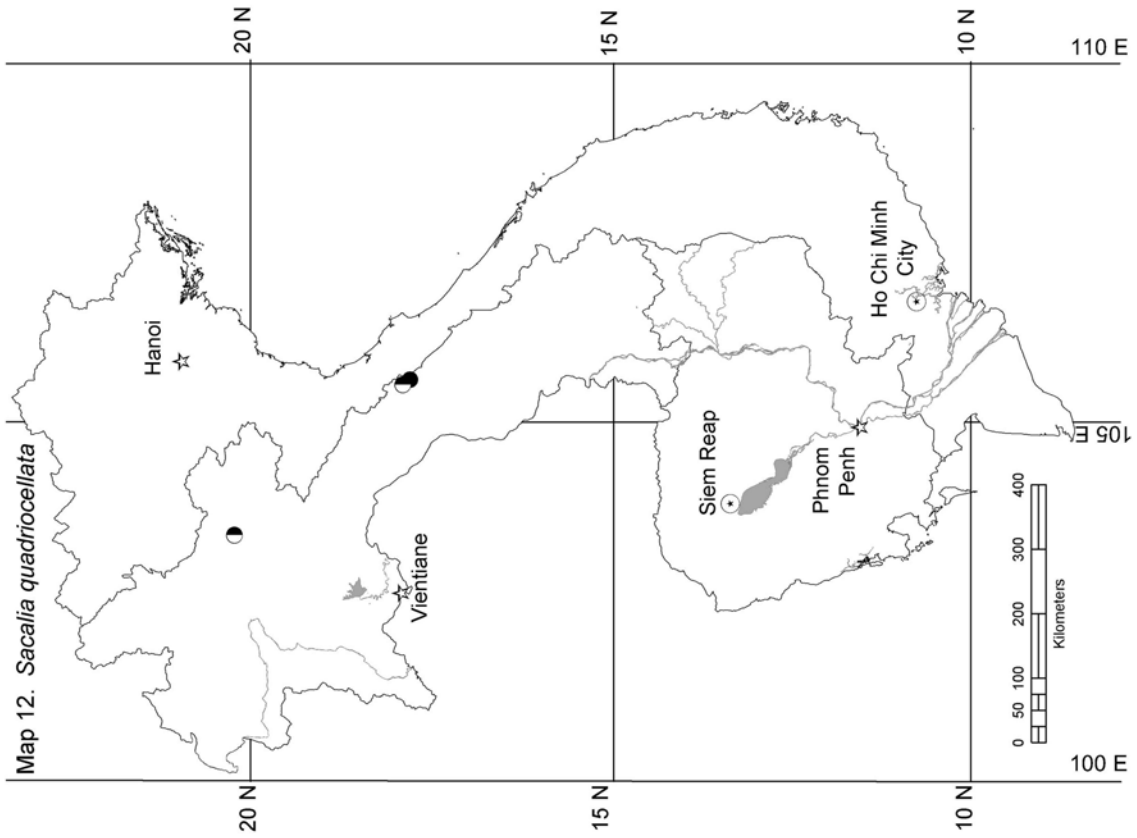 Map 12. Sacalia quadriocellata
20 N
15 N
10 N
20 N
15 N
10 N
100 E
105 E
110 E
Hanoi
Vientiane
Siem Reap
Phnom
Penh
Ho Chi Minh
City
0 50 100 200 300 400
Kilometers